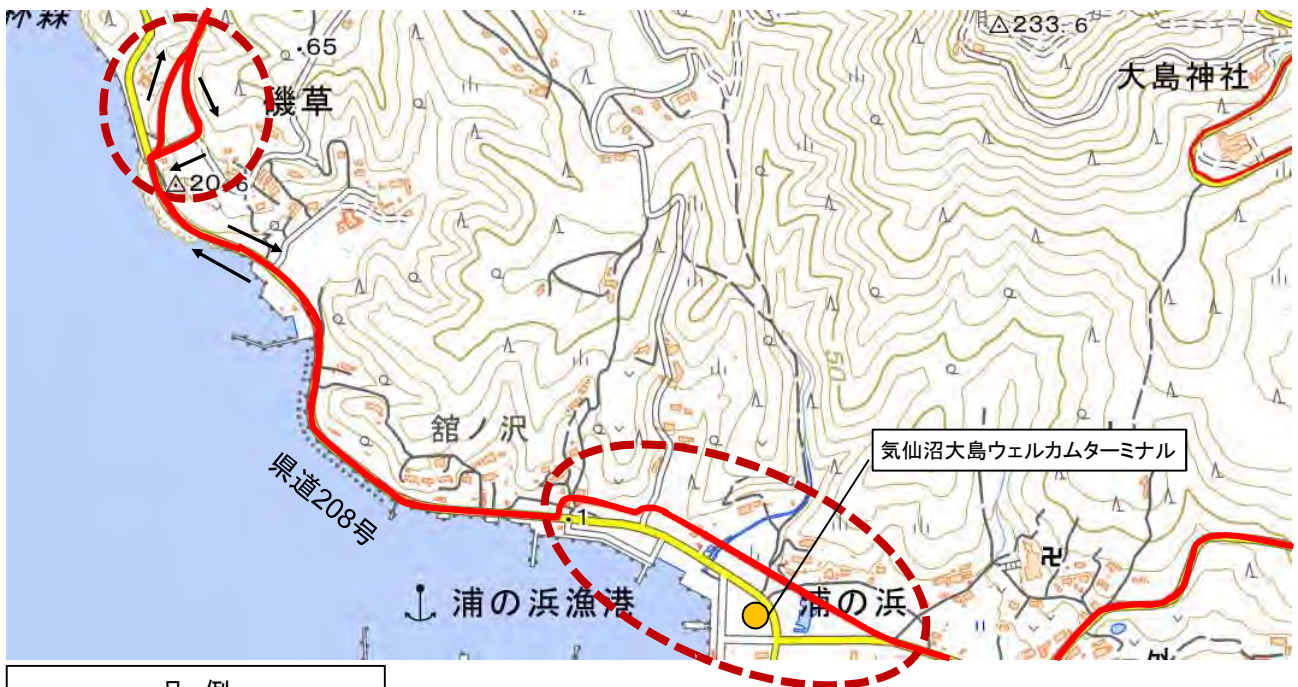 65
233.6
大島神社
磯草
20.6
50
舘ノ沢
気仙沼大島ウェルカムターミナル
県道208号
1
浦の浜漁港
浦の浜
凡 例